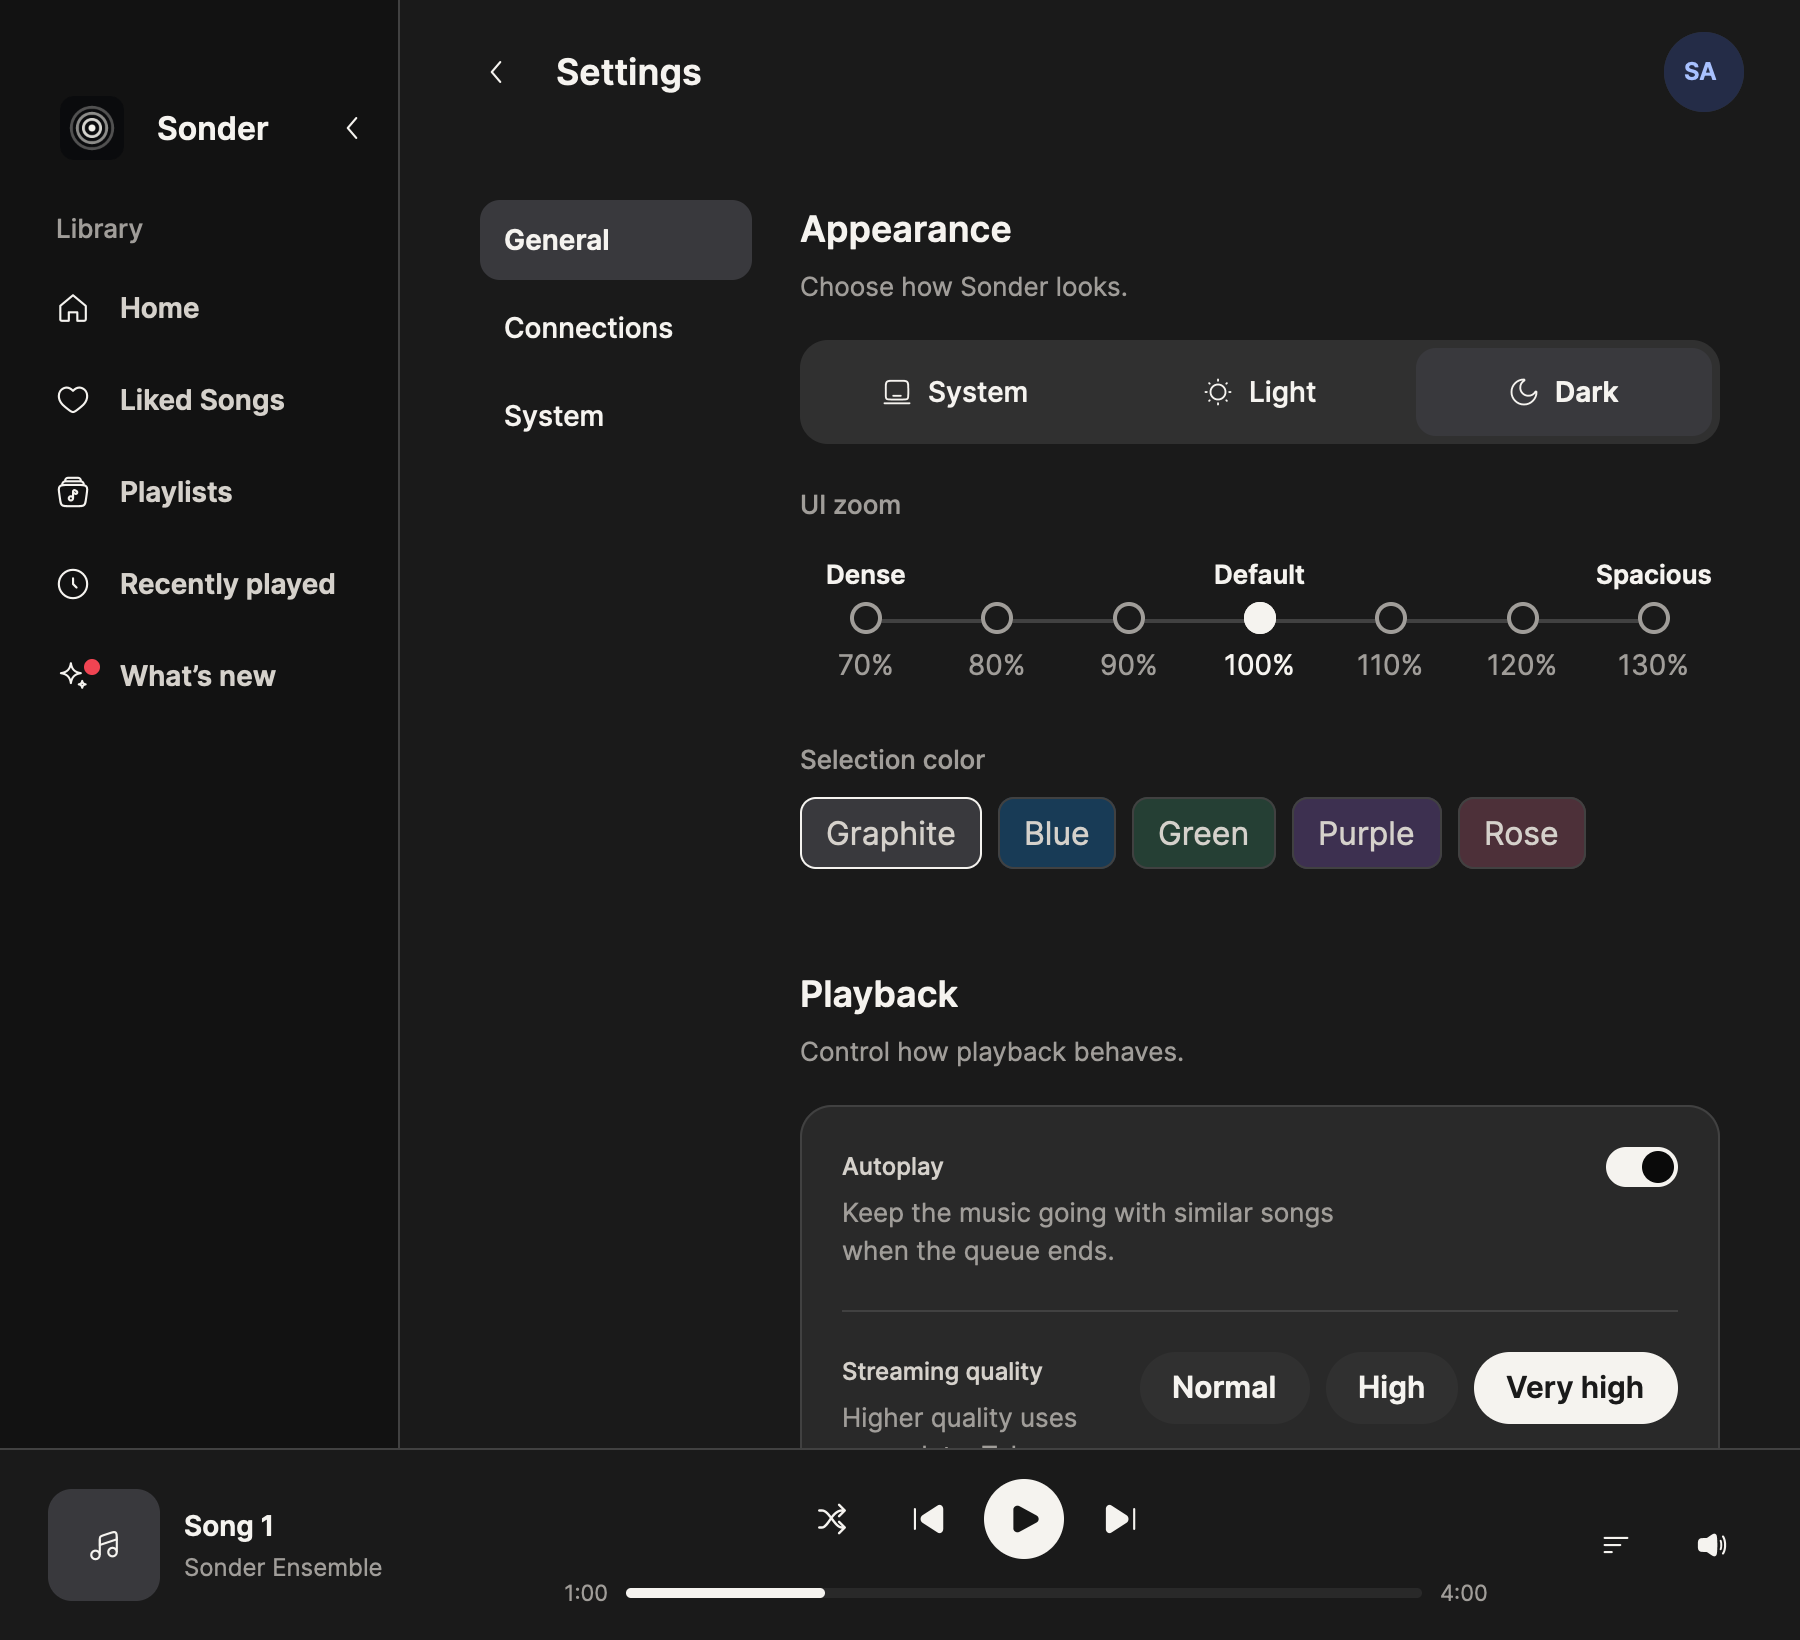 Sonder
Library
Home
Liked Songs
Playlists
Recently played
What’s new
Settings
SA
General
Connections
System
Appearance
Choose how Sonder looks.
System
Light
Dark
UI zoom
Dense
Default
Spacious
70%
80%
90%
100%
110%
120%
130%
Selection color
Graphite
Blue
Green
Purple
Rose
Playback
Control how playback behaves.
Autoplay
Keep the music going with similar songs
when the queue ends.
Streaming quality
Higher quality uses
Normal
High
Very high
Song 1
Sonder Ensemble
1:00
4:00